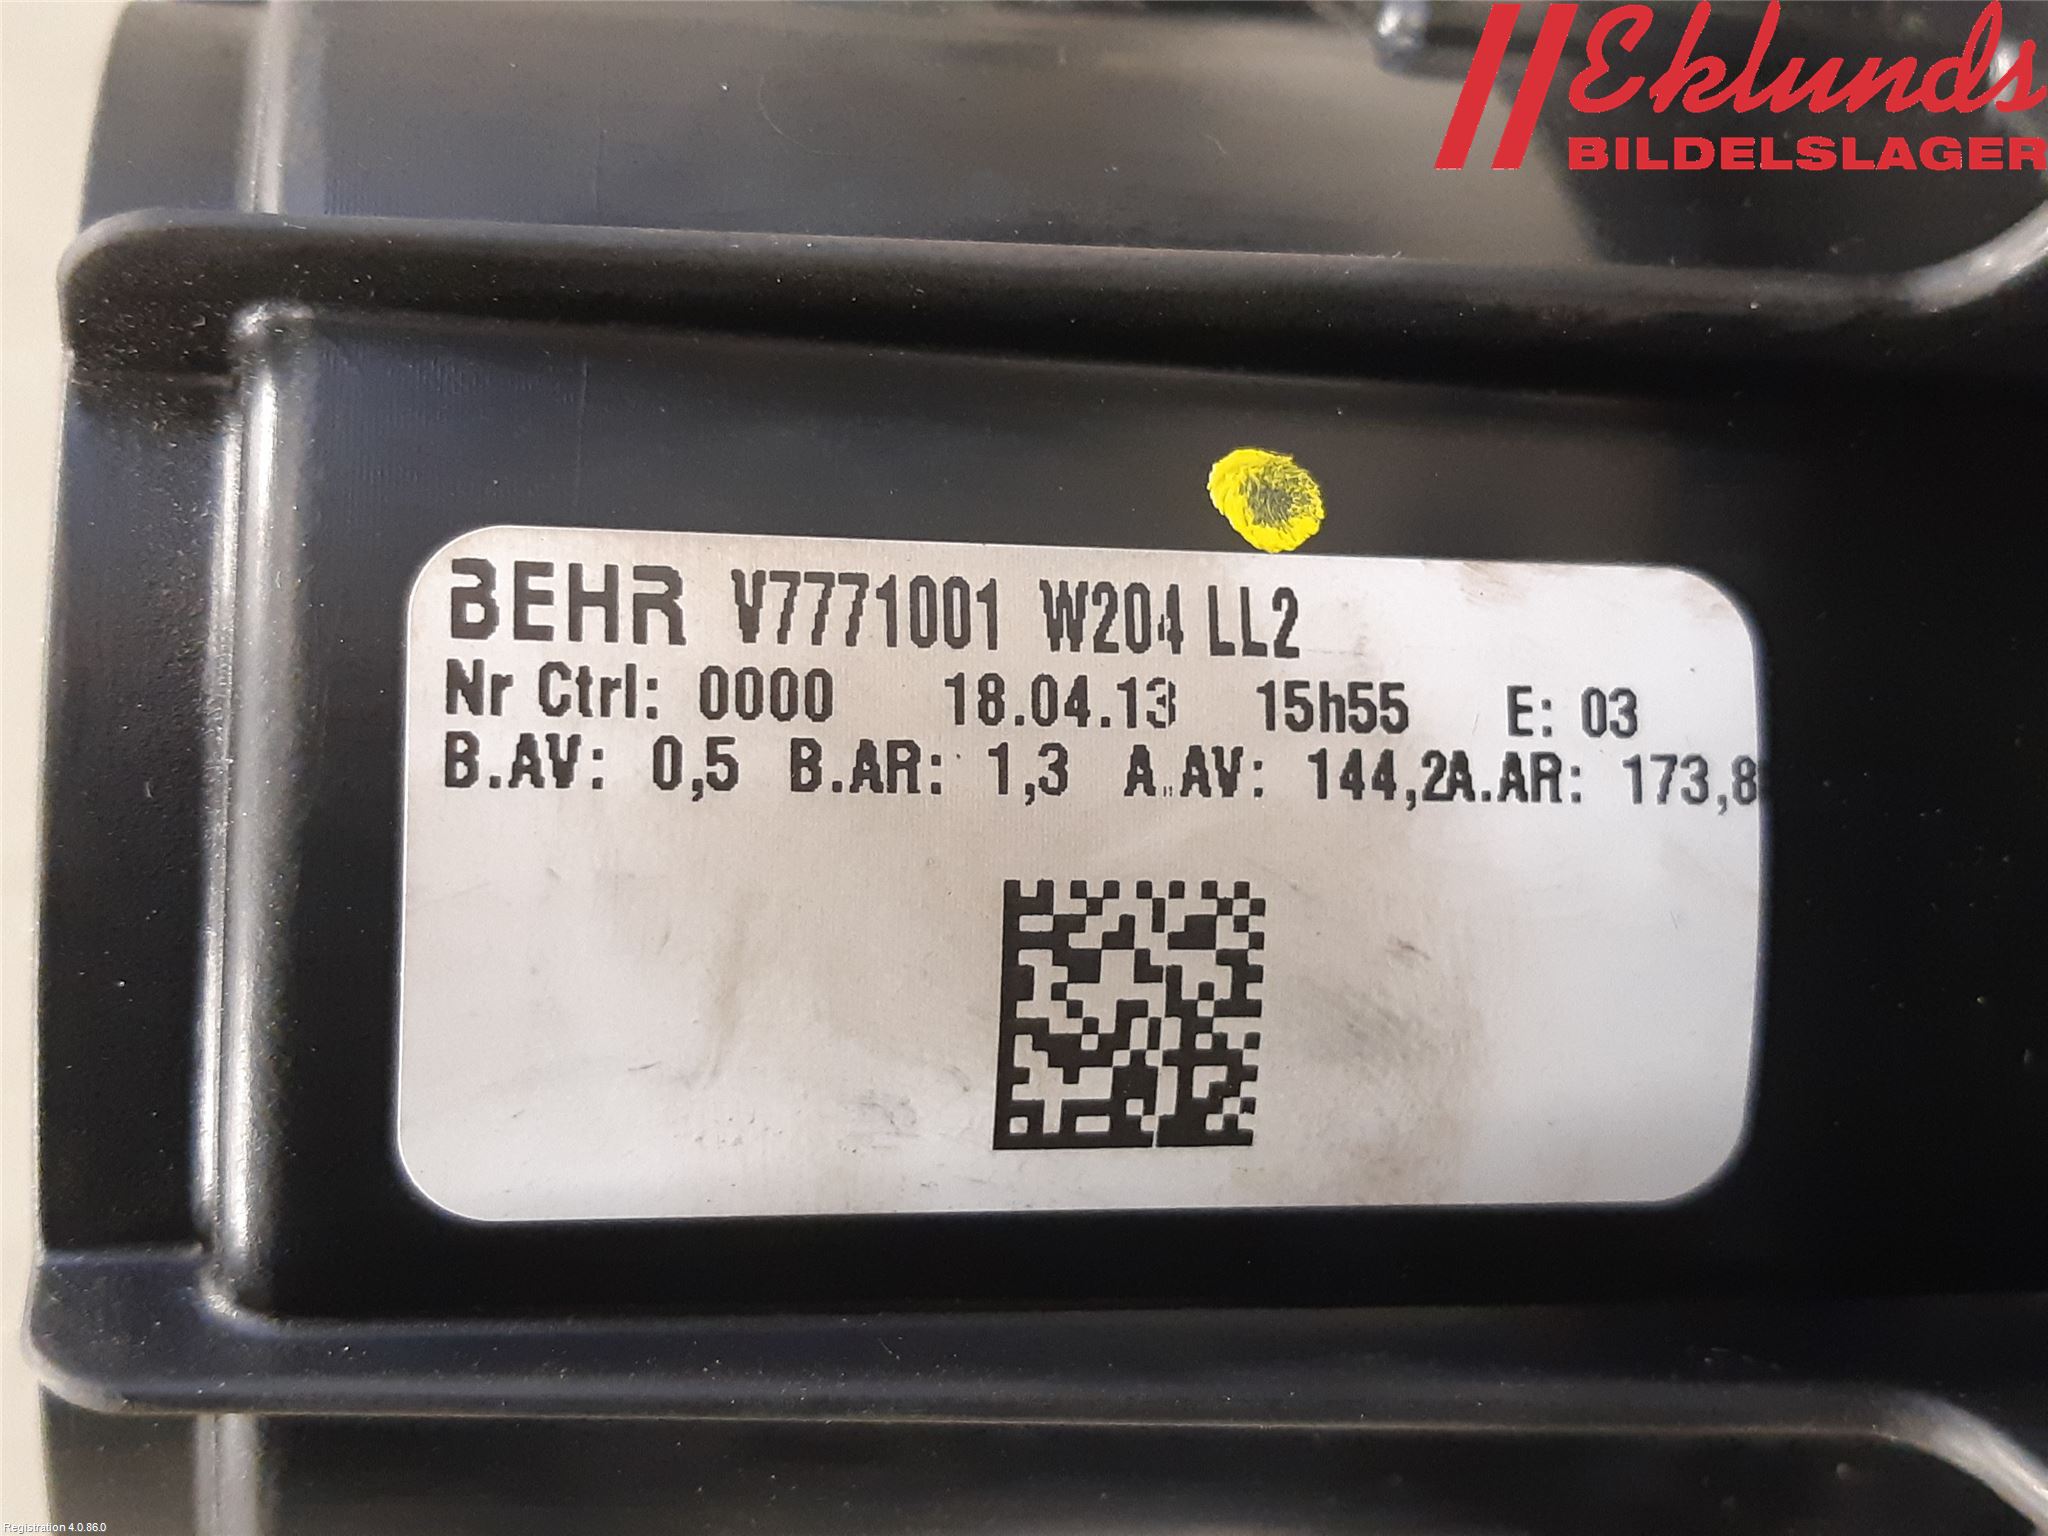 Eklunds
BILDELSLAGER
BEHR V7771001 W204 LL2
Nr Ctrl: 0000 18.04.13 15h55 E: 03
B.AV: 0,5 B.AR: 1,3 A.AV: 144,2A.AR: 173,8
Registration 4.0.86.0